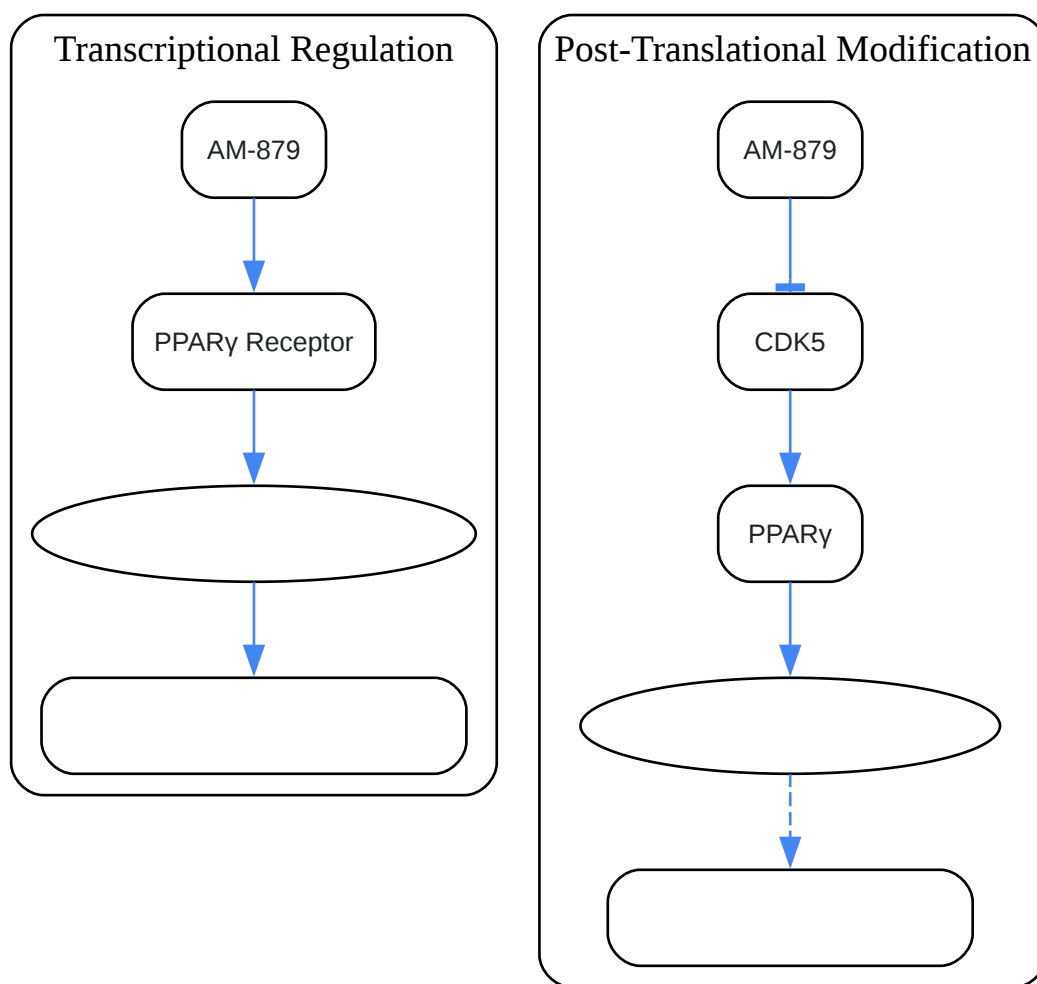 Transcriptional Regulation
AM-879
PPARγ Receptor
Post-Translational Modification
AM-879
CDK5
PPARγ